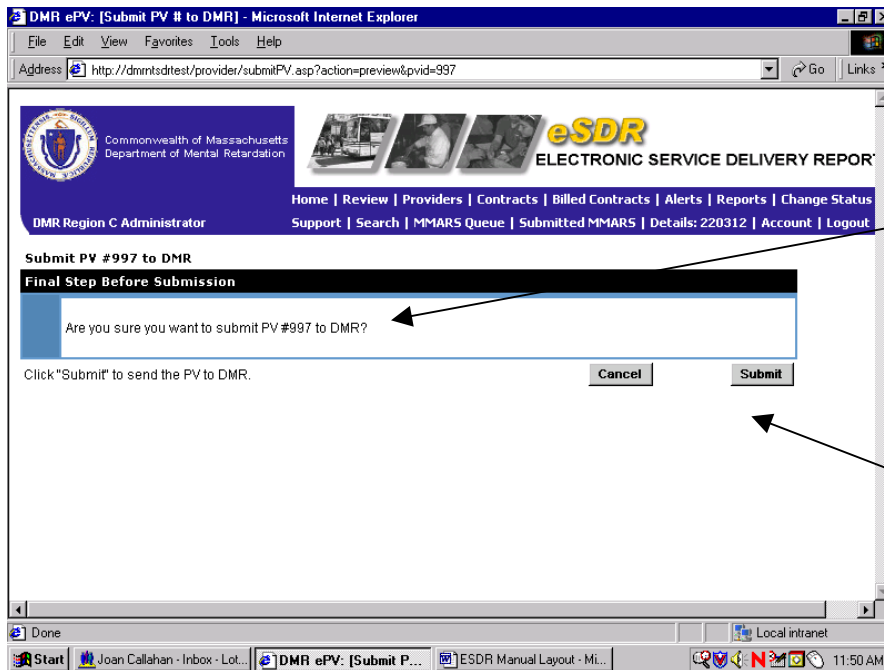 DMR ePV: [Submit PV # to DMR] - Microsoft Internet Explorer
File Edit View Favorites Tools Help
Address http://dmrntsdrtest/provider/submitPV.asp?action=preview&pvid=997 Go Links
Commonwealth of Massachusetts
Department of Mental Retardation
eSDR
ELECTRONIC SERVICE DELIVERY REPOR
Home | Review | Providers | Contracts | Billed Contracts | Alerts | Reports | Change Status
DMR Region C Administrator
Support | Search | MMARS Queue | Submitted MMARS | Details: 220312 | Account | Logout
Submit PV #997 to DMR
Final Step Before Submission
Are you sure you want to submit PV #997 to DMR?
Click "Submit" to send the PV to DMR.
Cancel Submit
Done Local intranet
Start Joan Callahan - Inbox - Lot... DMR ePV: [Submit P... ESDR Manual Layout - Mi... 11:50 AM